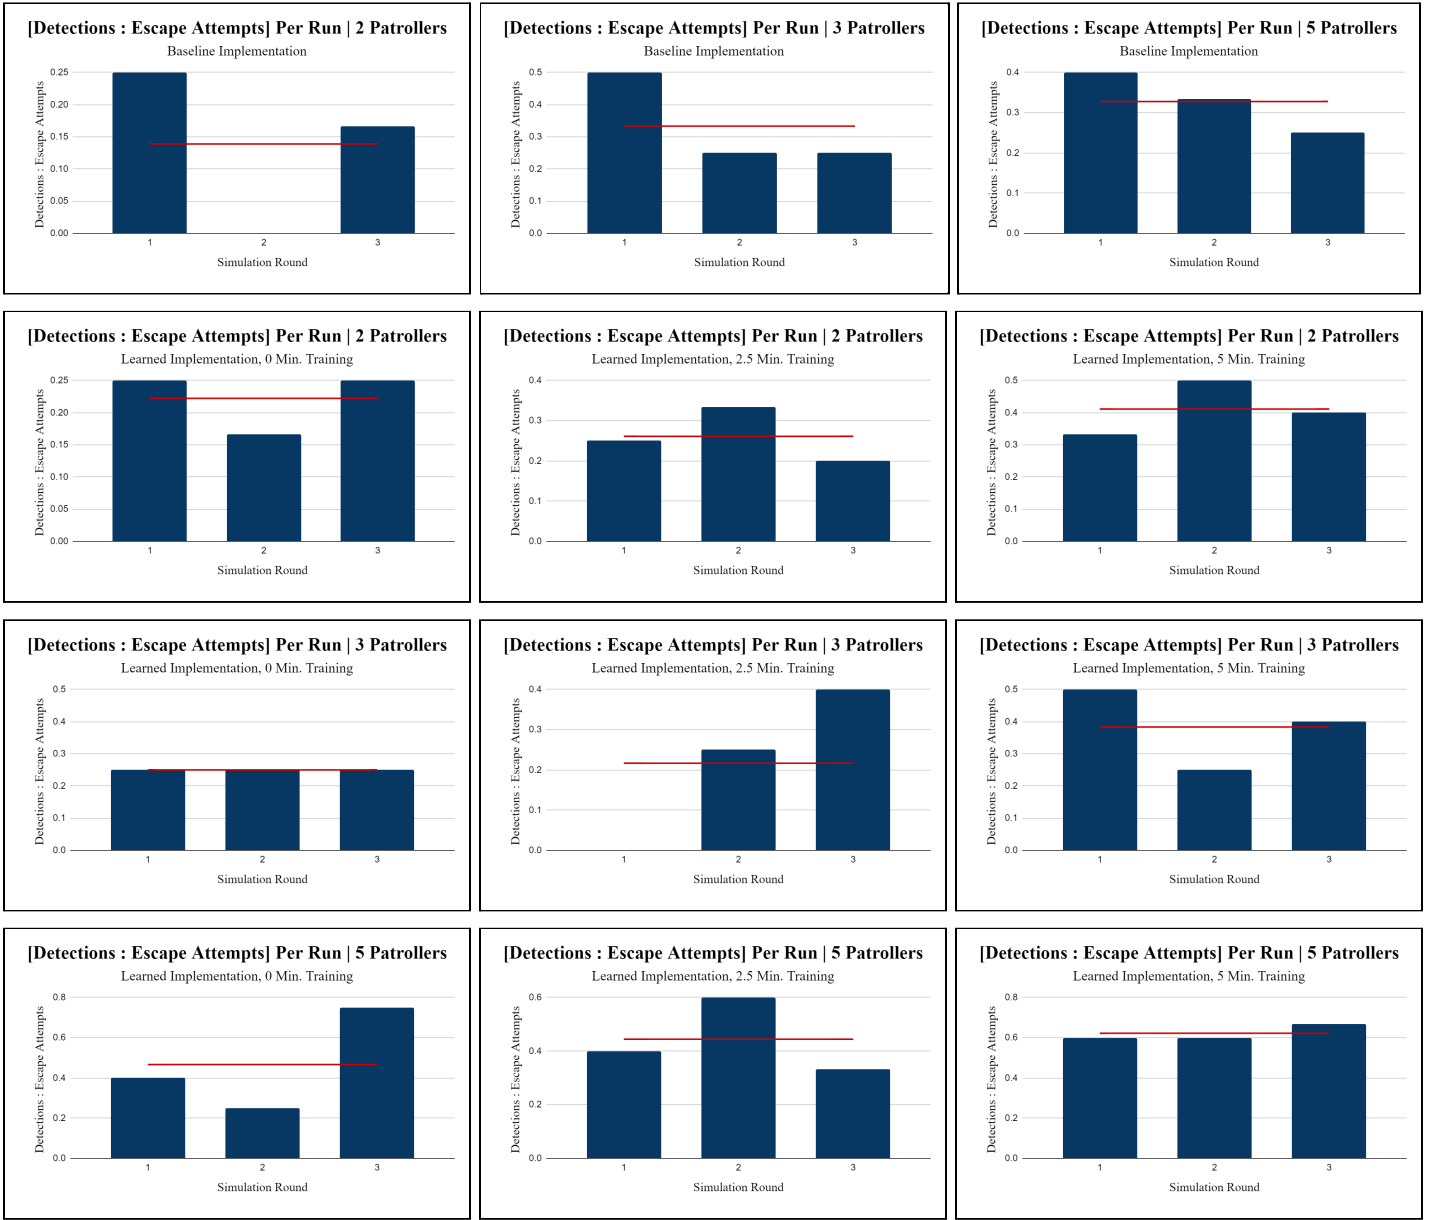 [Detections : Escape Attempts] Per Run | 2 Patrollers
Baseline Implementation
Detections : Escape Attempts
0.25
0.20
0.15
0.10
0.05
0.00
1 2 3
Simulation Round
[Detections : Escape Attempts] Per Run | 3 Patrollers
Baseline Implementation
Detections : Escape Attempts
0.5
0.4
0.3
0.2
0.1
0.0
1 2 3
Simulation Round
[Detections : Escape Attempts] Per Run | 5 Patrollers
Baseline Implementation
Detections : Escape Attempts
0.4
0.3
0.2
0.1
0.0
1 2 3
Simulation Round
[Detections : Escape Attempts] Per Run | 2 Patrollers
Learned Implementation, 0 Min. Training
Detections : Escape Attempts
0.25
0.20
0.15
0.10
0.05
0.00
1 2 3
Simulation Round
[Detections : Escape Attempts] Per Run | 2 Patrollers
Learned Implementation, 2.5 Min. Training
Detections : Escape Attempts
0.4
0.3
0.2
0.1
0.0
1 2 3
Simulation Round
[Detections : Escape Attempts] Per Run | 2 Patrollers
Learned Implementation, 5 Min. Training
Detections : Escape Attempts
0.5
0.4
0.3
0.2
0.1
0.0
1 2 3
Simulation Round
[Detections : Escape Attempts] Per Run | 3 Patrollers
Learned Implementation, 0 Min. Training
Detections : Escape Attempts
0.5
0.4
0.3
0.2
0.1
0.0
1 2 3
Simulation Round
[Detections : Escape Attempts] Per Run | 3 Patrollers
Learned Implementation, 2.5 Min. Training
Detections : Escape Attempts
0.4
0.3
0.2
0.1
0.0
1 2 3
Simulation Round
[Detections : Escape Attempts] Per Run | 3 Patrollers
Learned Implementation, 5 Min. Training
Detections : Escape Attempts
0.5
0.4
0.3
0.2
0.1
0.0
1 2 3
Simulation Round
[Detections : Escape Attempts] Per Run | 5 Patrollers
Learned Implementation, 0 Min. Training
Detections : Escape Attempts
0.8
0.6
0.4
0.2
0.0
1 2 3
Simulation Round
[Detections : Escape Attempts] Per Run | 5 Patrollers
Learned Implementation, 2.5 Min. Training
Detections : Escape Attempts
0.6
0.4
0.2
0.0
1 2 3
Simulation Round
[Detections : Escape Attempts] Per Run | 5 Patrollers
Learned Implementation, 5 Min. Training
Detections : Escape Attempts
0.8
0.6
0.4
0.2
0.0
1 2 3
Simulation Round